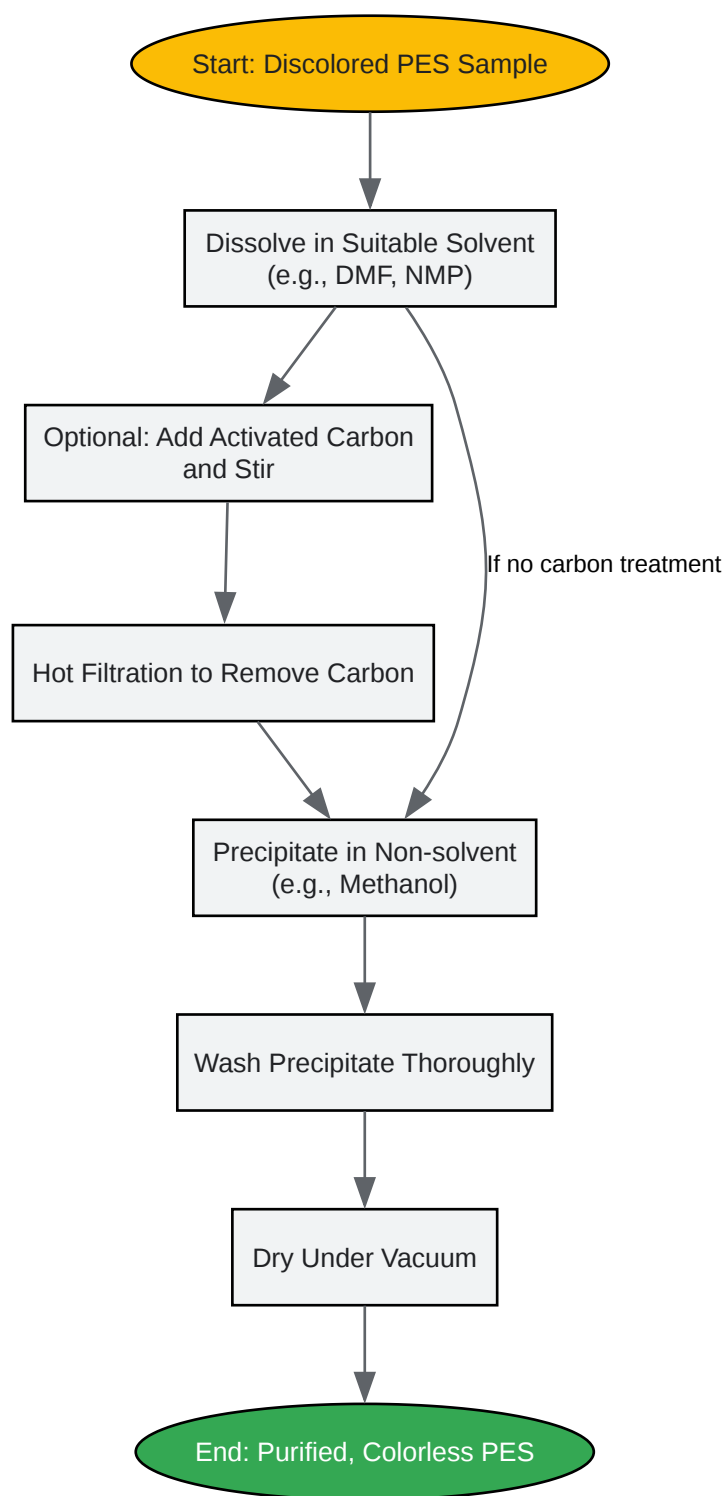 Start: Discolored PES Sample
Dissolve in Suitable Solvent
(e.g., DMF, NMP)
Optional: Add Activated Carbon
and Stir
If no carbon treatment
Hot Filtration to Remove Carbon
Precipitate in Non-solvent
(e.g., Methanol)
Wash Precipitate Thoroughly
Dry Under Vacuum
End: Purified, Colorless PES